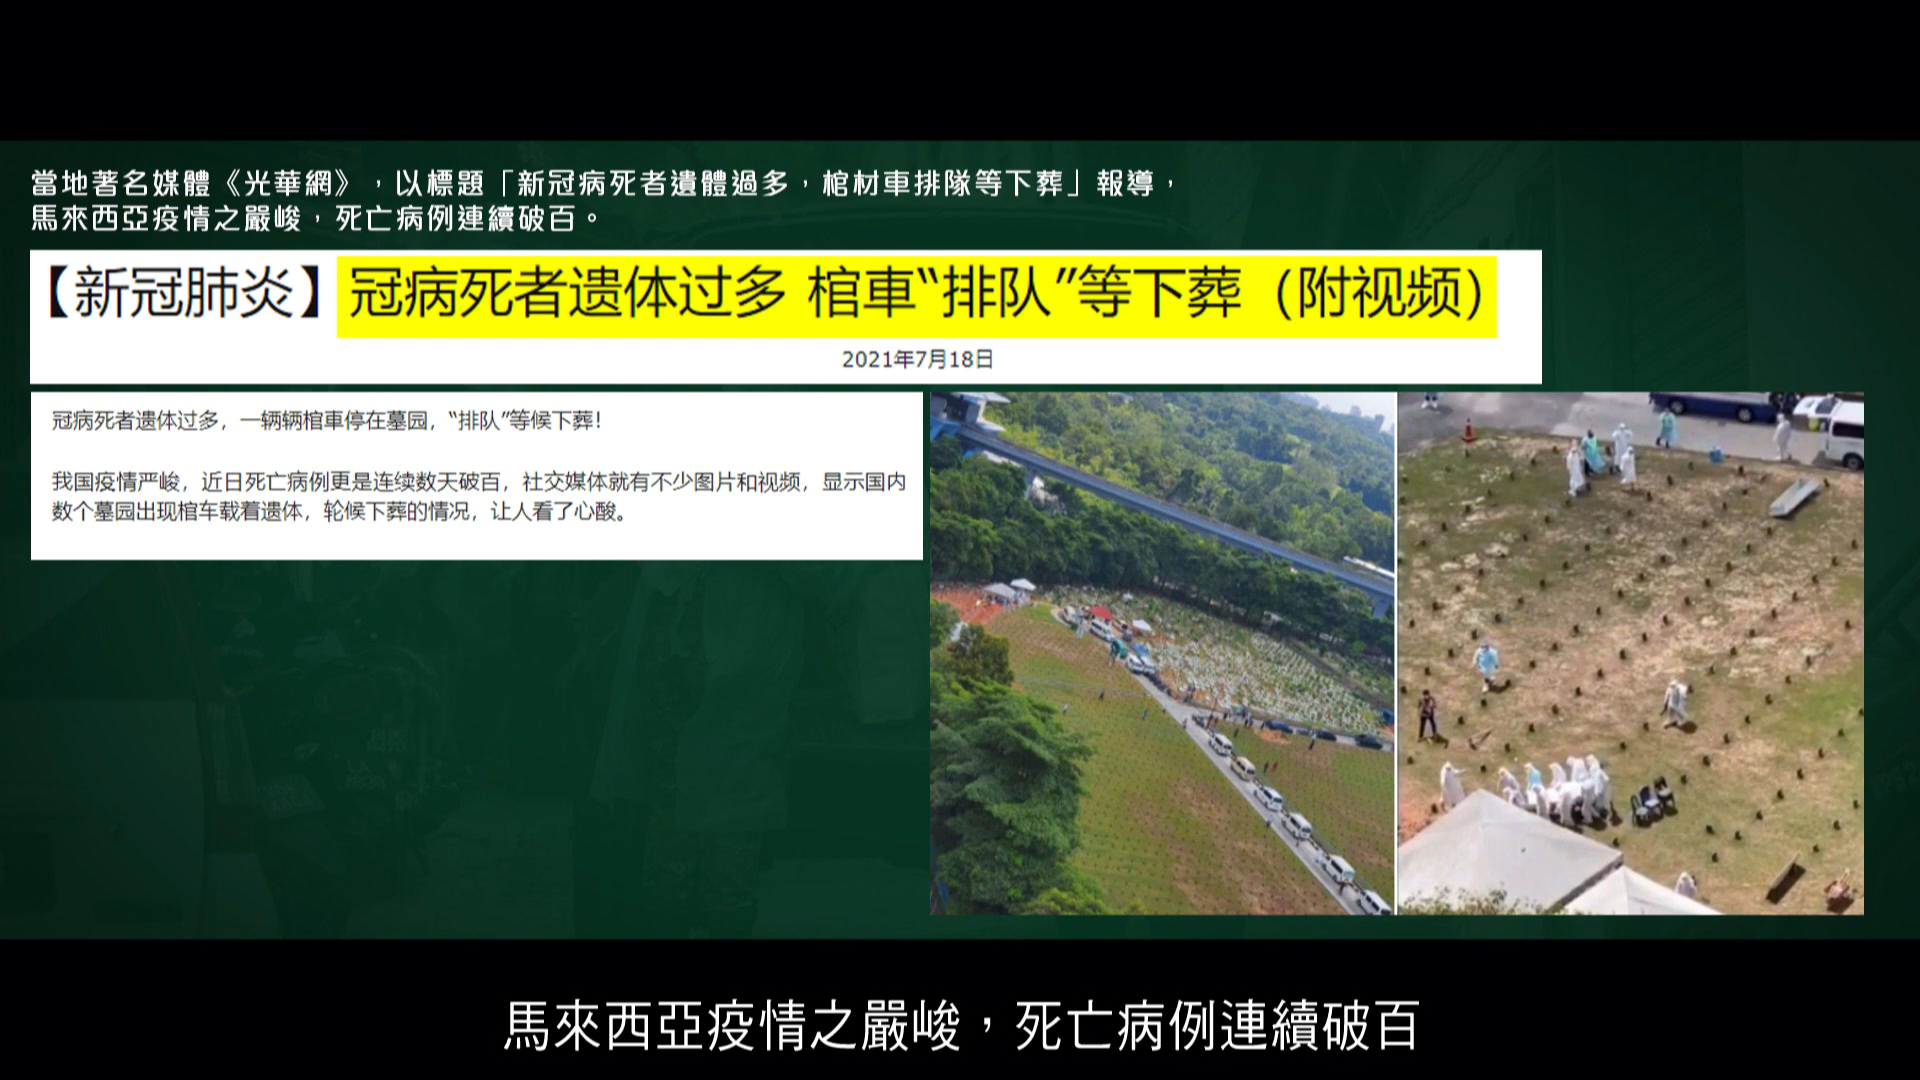 當地著名媒體《光華網》，以標題「新冠病死者遺體過多，棺材車排隊等下葬」報導，
馬來西亞疫情之嚴峻，死亡病例連續破百。
【新冠肺炎】冠病死者遗体过多 棺車“排队”等下葬（附视频）
2021年7月18日
冠病死者遗体过多，一辆辆棺車停在墓园，“排队”等候下葬！
我国疫情严峻，近日死亡病例更是连续数天破百，社交媒体就有不少图片和视频，显示国内
数个墓园出现棺车载着遗体，轮候下葬的情况，让人看了心酸。
馬來西亞疫情之嚴峻，死亡病例連續破百